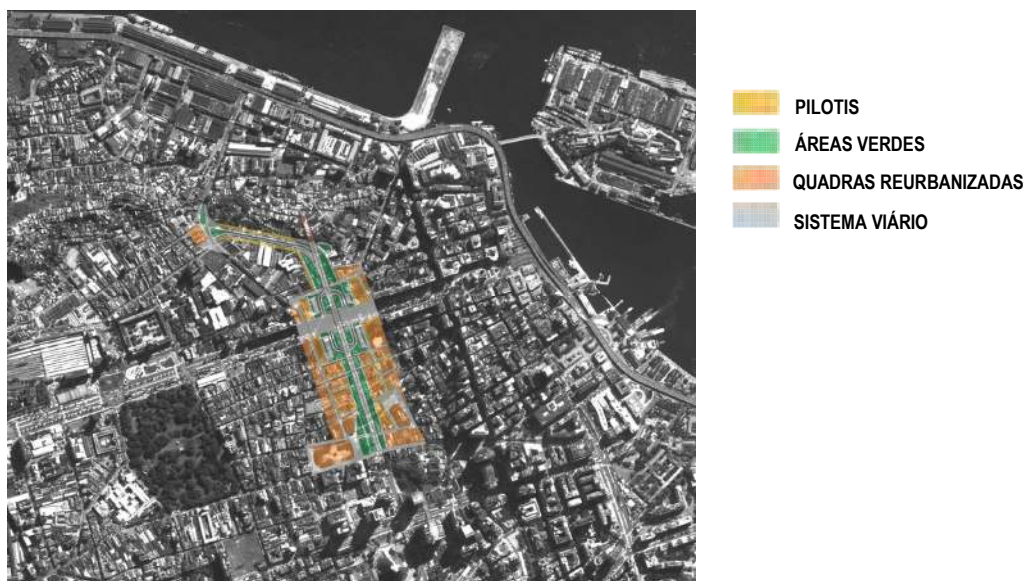 PILOTIS
ÁREAS VERDES
QUADRAS REURBANIZADAS
SISTEMA VIÁRIO